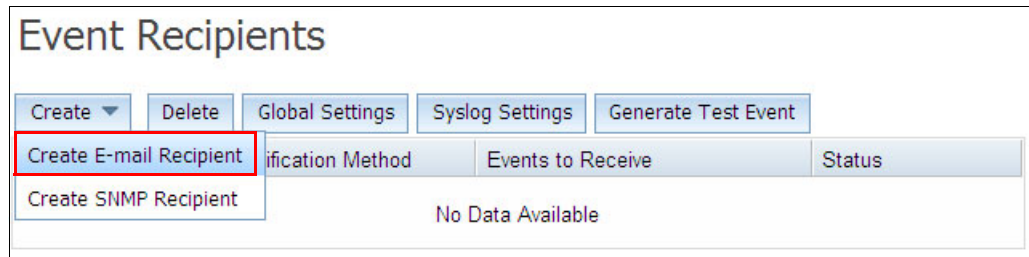 Event Recipients
Create Delete Global Settings Syslog Settings Generate Test Event
Create E-mail Recipient ification Method Events to Receive Status
Create SNMP Recipient
No Data Available